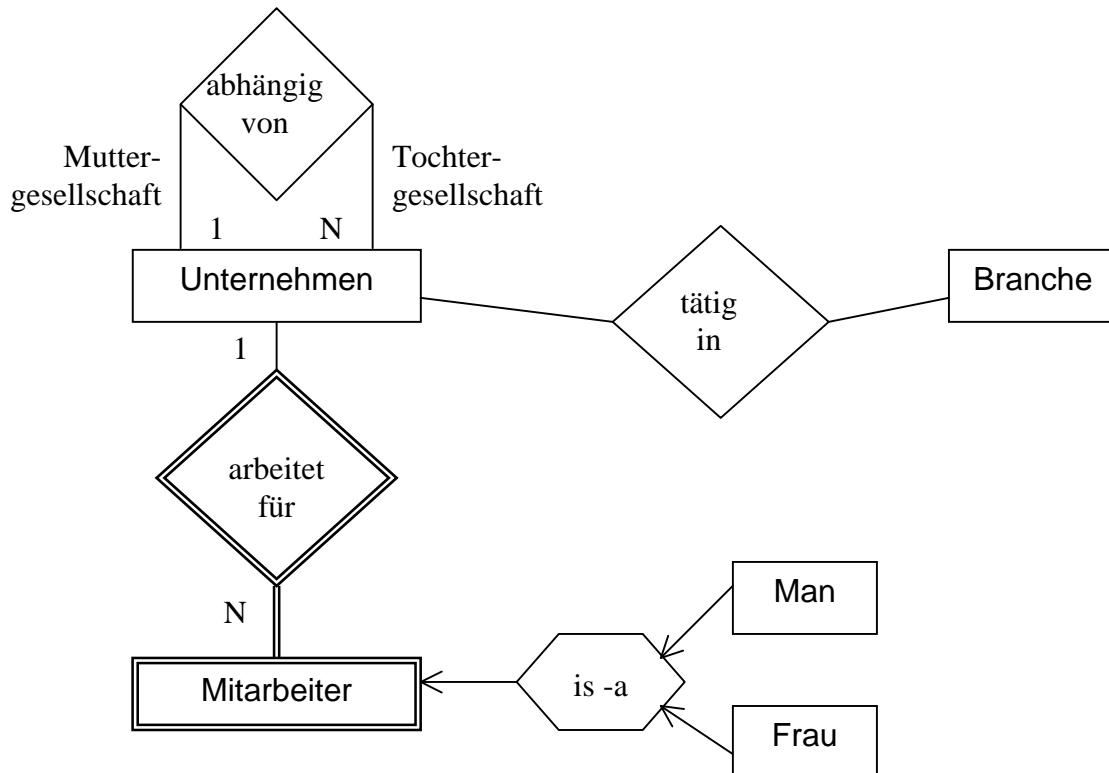 abhängig
von
Mutter-
gesellschaft
Tochter-
gesellschaft
1
N
Unternehmen
tätig
in
Branche
1
arbeitet
für
N
Mitarbeiter
is -a
Man
Frau